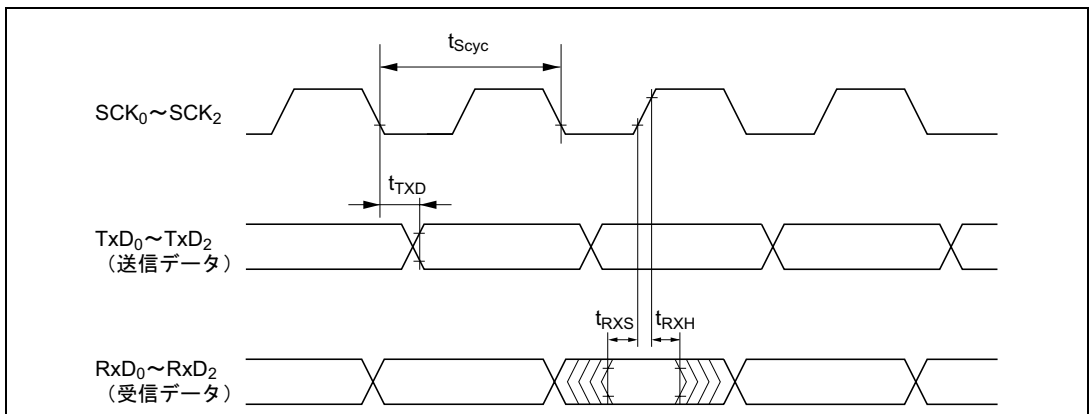 tScyc
SCK0～SCK2
tTXD
TxD0～TxD2
（送信データ）
tRXS
tRXH
RxD0～RxD2
（受信データ）